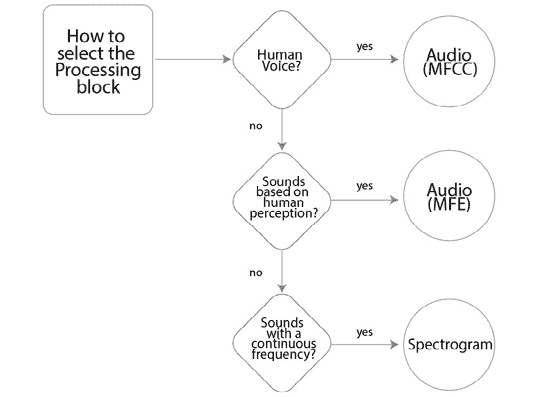 How to
select the
Processing
block
Human
Voice?
yes
Audio
(MFCC)
no
Sounds
based on
human
perception?
yes
Audio
(MFE)
no
Sounds
with a
continuous
frequency?
yes
Spectrogram